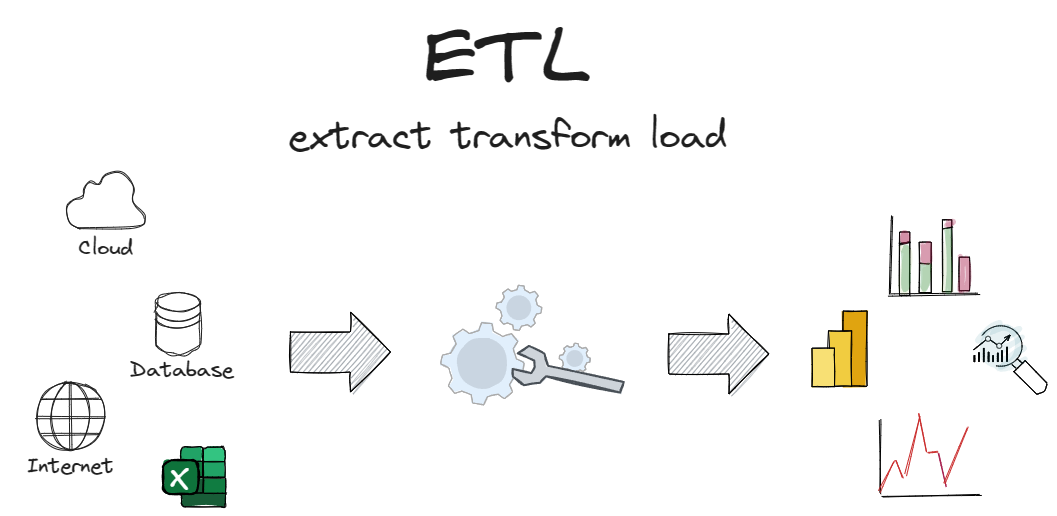 ETL
extract transform load
Cloud
Database
Internet
X